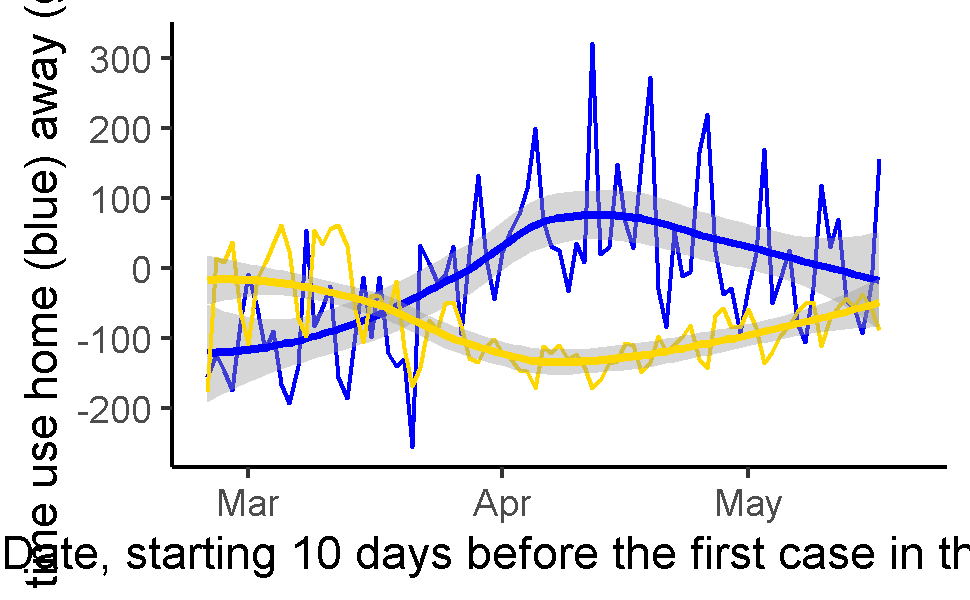 time use home (blue) away (
300
200
100
0
-100
-200
Mar Apr May
Date, starting 10 days before the first case in th